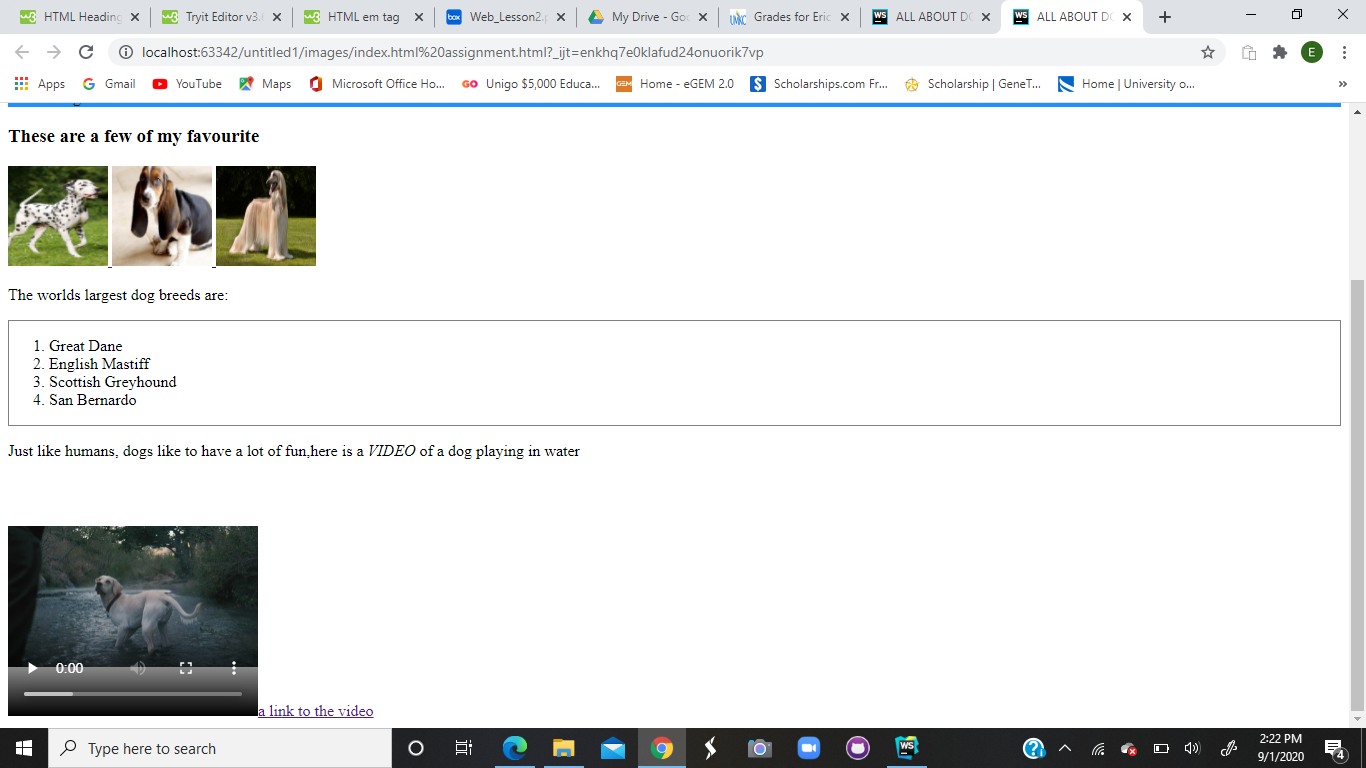 HTML Heading
Tryit Editor v3.
HTML em tag
Web_Lesson2.p
My Drive - Goo
Grades for Eric
ALL ABOUT DO
ALL ABOUT DO
localhost:63342/untitled1/images/index.html%20assignment.html?_ijt=enkhq7e0klafud24onuorik7vp
E
Apps
Gmail
YouTube
Maps
Microsoft Office Ho...
Unigo $5,000 Educa...
Home - eGEM 2.0
Scholarships.com Fr...
Scholarship | GeneT...
Home | University o...
»
These are a few of my favourite
The worlds largest dog breeds are:
1. Great Dane
2. English Mastiff
3. Scottish Greyhound
4. San Bernardo
Just like humans, dogs like to have a lot of fun,here is a VIDEO of a dog playing in water
0:00
a link to the video
Type here to search
2:22 PM
9/1/2020
4